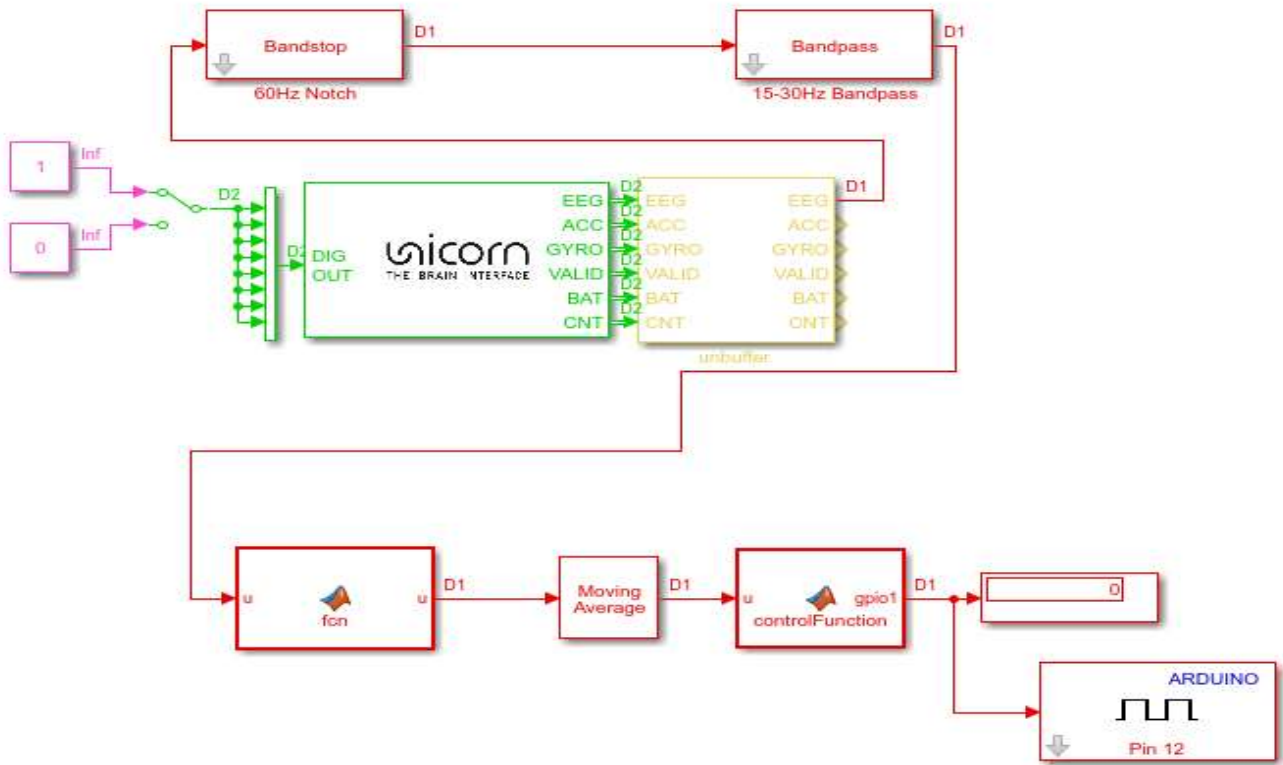 Bandstop
D1
60Hz Notch
Bandpass
D1
15-30Hz Bandpass
1
Inf
0
Inf
D2
D2
DIG
OUT
unicorn
THE BRAIN INTERFACE
EEG
ACC
GYRO
VALID
BAT
CNT
D2
D2
D2
D2
D2
D2
EEG
ACC
GYRO
VALID
BAT
CNT
EEG
ACC
GYRO
VALID
BAT
CNT
D1
unbuffer
u
fcn
u
D1
Moving
Average
D1
u
controlFunction
gpio1
D1
0
ARDUINO
Pin 12